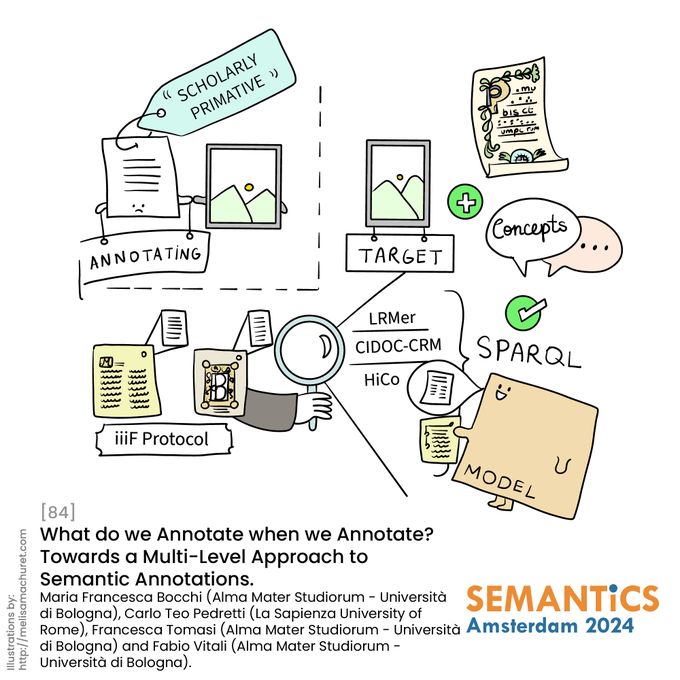 “ SCHOLARLY
PRIMATIVE ”
ANNOTATiNG
TARGET
Concepts
...
LRMer
CIDOC-CRM
HiCo
SPARQL
iiiF Protocol
B
MODEL
[84]
What do we Annotate when we Annotate?
Towards a Multi-Level Approach to
Semantic Annotations.
Maria Francesca Bocchi (Alma Mater Studiorum - Università
di Bologna), Carlo Teo Pedretti (La Sapienza University of
Rome), Francesca Tomasi (Alma Mater Studiorum - Università
di Bologna) and Fabio Vitali (Alma Mater Studiorum -
Università di Bologna).
SEMANTiCS
Amsterdam 2024
Illustrations by:
http://melisamachuret.com